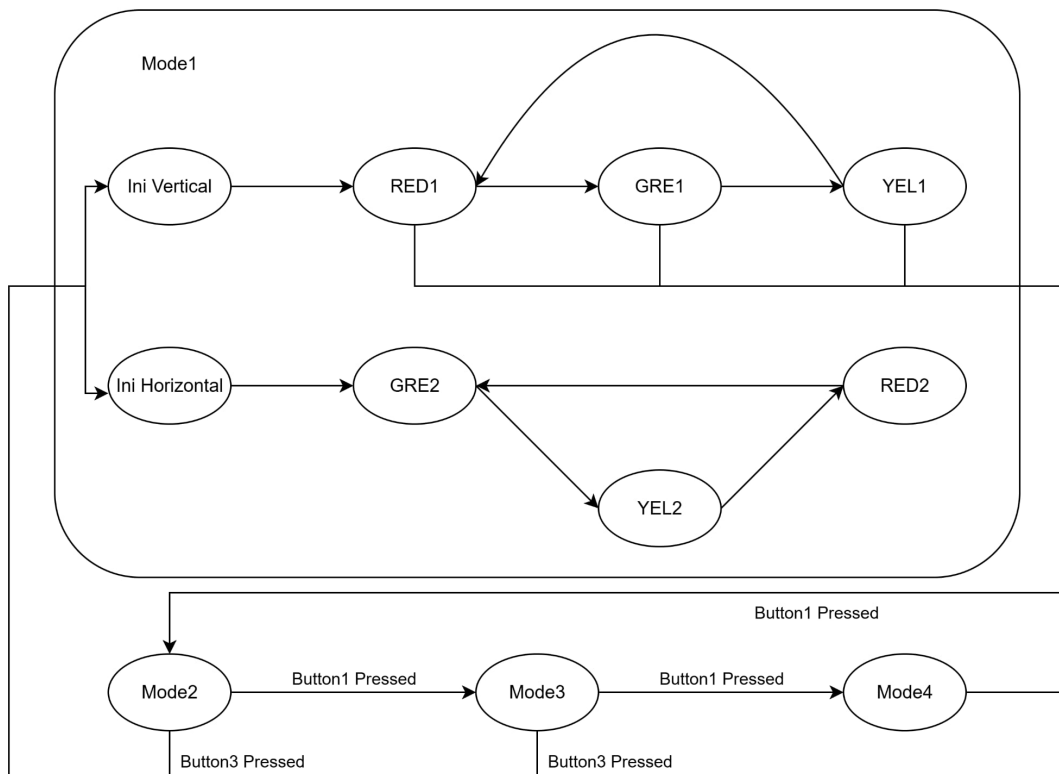 Mode1
Ini Vertical
RED1
GRE1
YEL1
Ini Horizontal
GRE2
RED2
YEL2
Button1 Pressed
Mode2
Button1 Pressed
Mode3
Button1 Pressed
Mode4
Button3 Pressed
Button3 Pressed